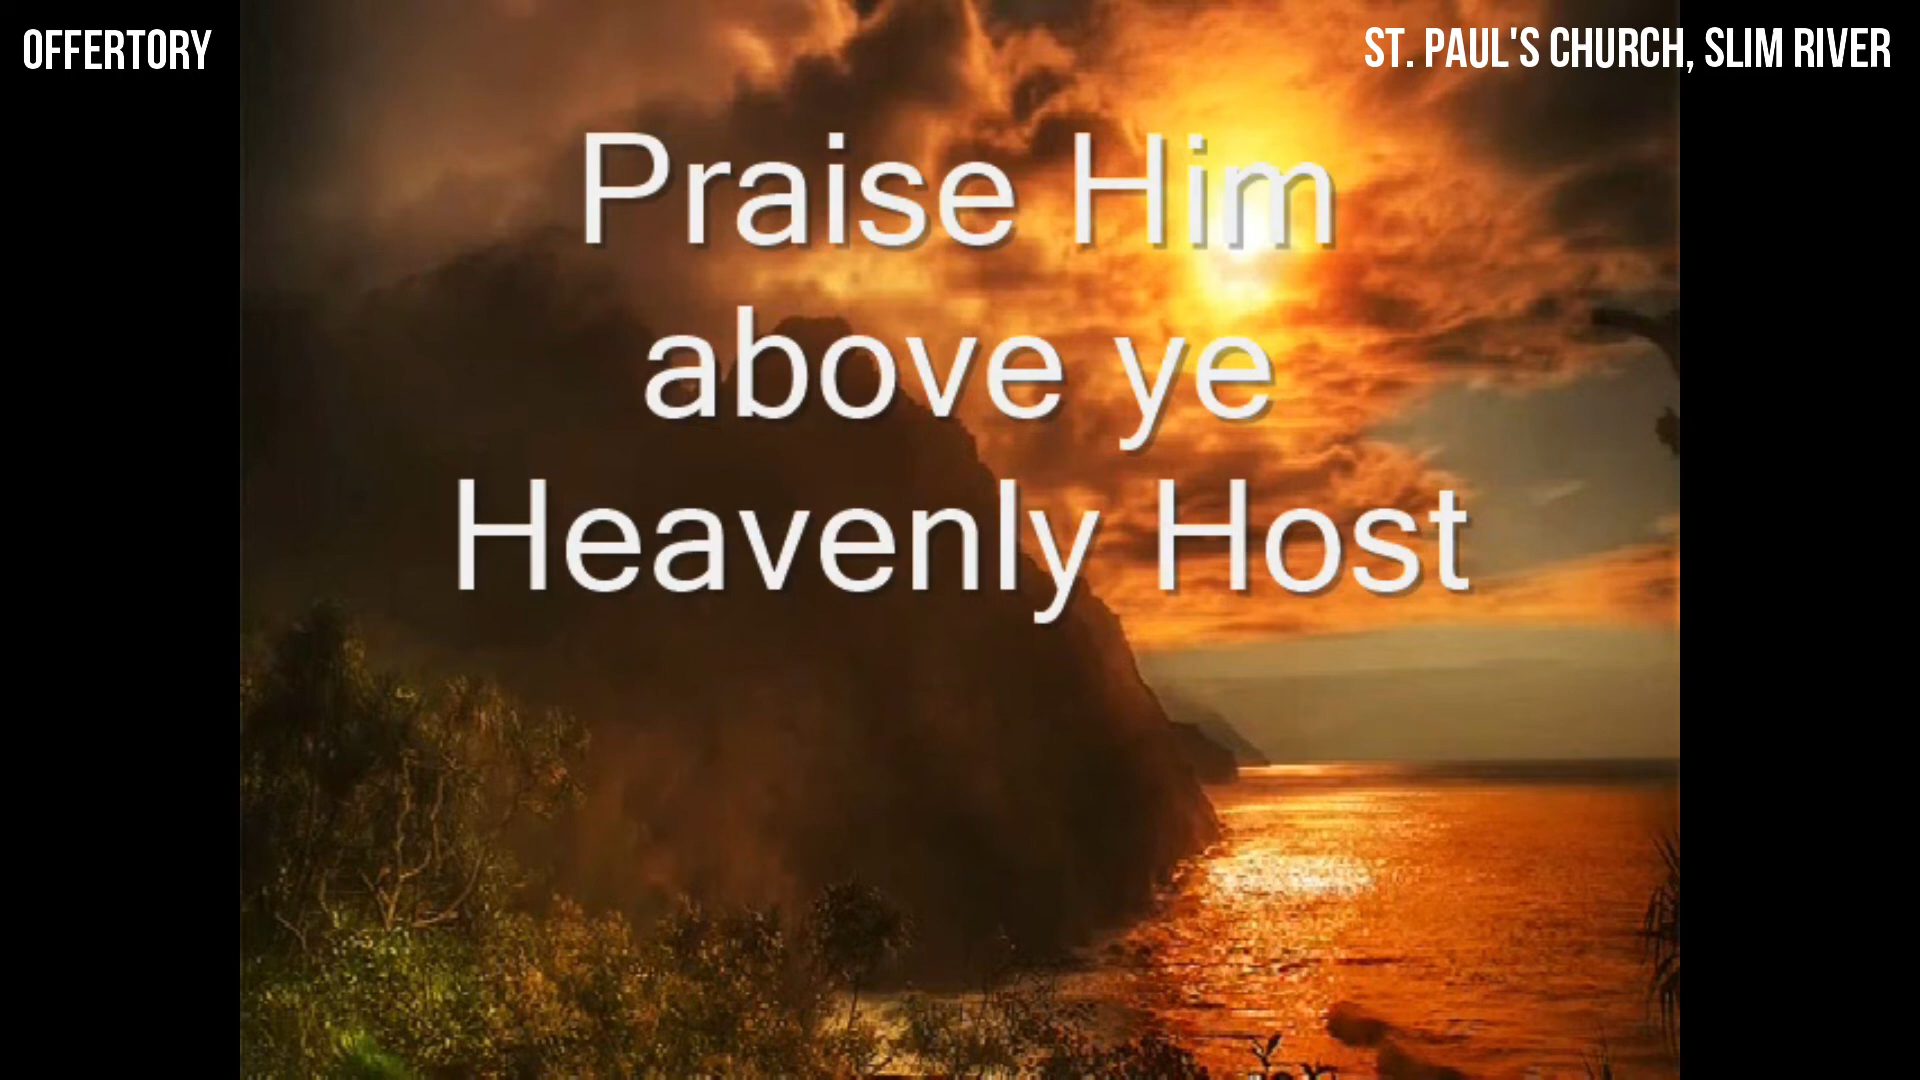 OFFERTORY
ST. PAUL'S CHURCH, SLIM RIVER
Praise Him
above ye
Heavenly Host